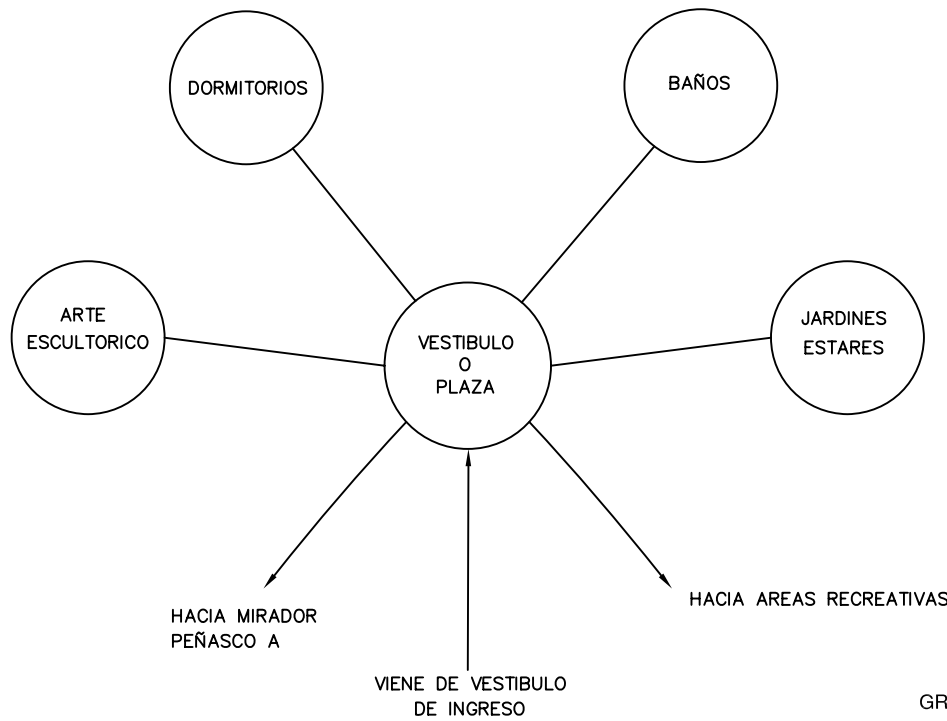 DORMITORIOS
BAÑOS
ARTE
ESCULTORICO
VESTIBULO
O
PLAZA
JARDINES
ESTARES
HACIA MIRADOR
PEÑASCO A
HACIA AREAS RECREATIVAS
VIENE DE VESTIBULO
DE INGRESO
GR